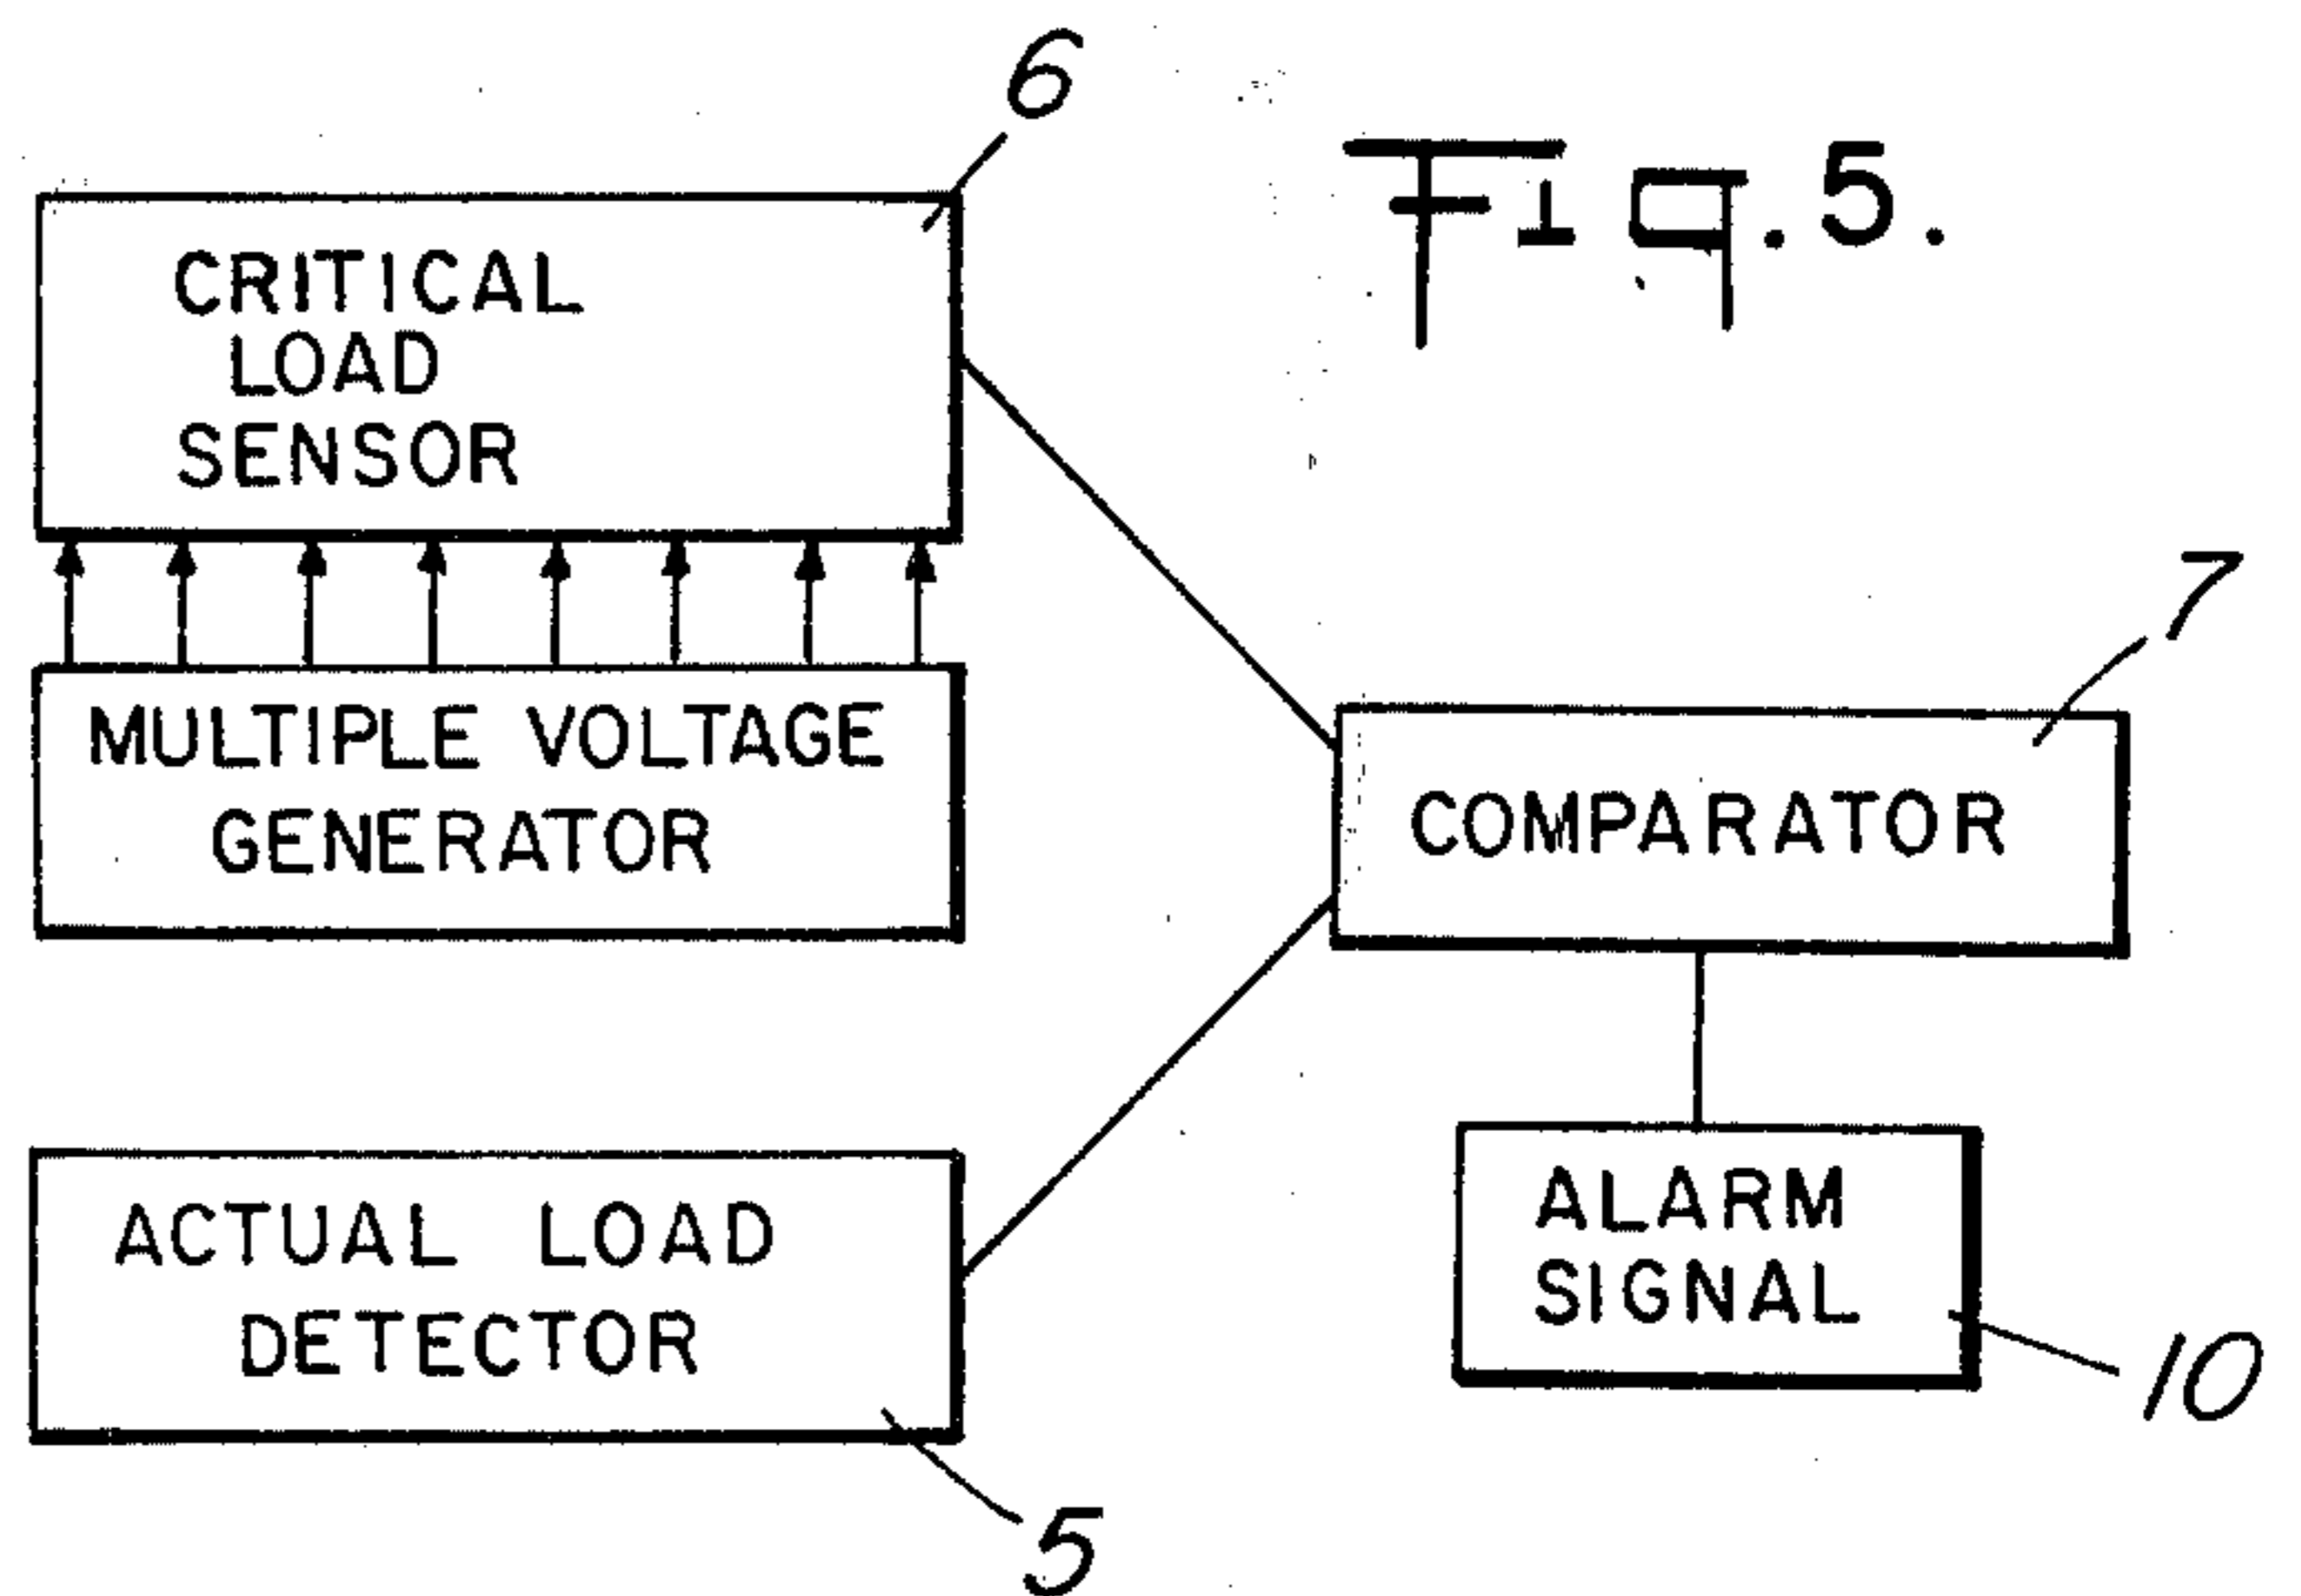 6
Fig. 5.
CRITICAL
LOAD
SENSOR
7
MULTIPLE VOLTAGE
GENERATOR
COMPARATOR
ACTUAL LOAD
DETECTOR
ALARM
SIGNAL
10
5